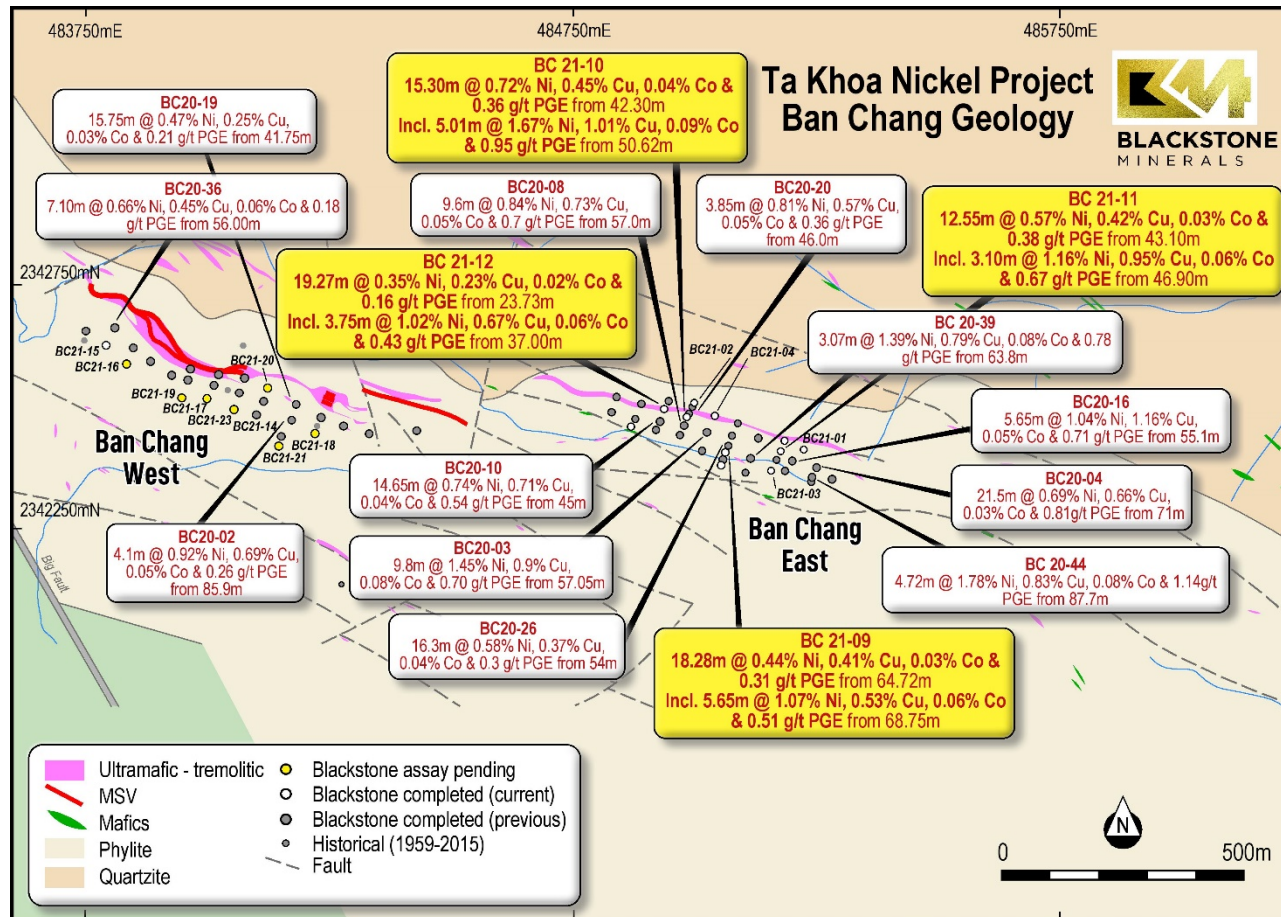 483750mE
484750mE
485750mE
Ta Khoa Nickel Project
Ban Chang Geology
BLACKSTONE
MINERALS
BC 21-10
15.30m @ 0.72% Ni, 0.45% Cu, 0.04% Co &
0.36 g/t PGE from 42.30m
Incl. 5.01m @ 1.67% Ni, 1.01% Cu, 0.09% Co
& 0.95 g/t PGE from 50.62m
BC20-19
15.75m @ 0.47% Ni, 0.25% Cu,
0.03% Co & 0.21 g/t PGE from 41.75m
BC20-36
7.10m @ 0.66% Ni, 0.45% Cu, 0.06% Co & 0.18
g/t PGE from 56.00m
BC20-08
9.6m @ 0.84% Ni, 0.73% Cu,
0.05% Co & 0.7 g/t PGE from 57.0m
BC20-20
3.85m @ 0.81% Ni, 0.57% Cu,
0.05% Co & 0.36 g/t PGE
from 46.0m
BC 21-11
12.55m @ 0.57% Ni, 0.42% Cu, 0.03% Co &
0.38 g/t PGE from 43.10m
Incl. 3.10m @ 1.16% Ni, 0.95% Cu, 0.06% Co
& 0.67 g/t PGE from 46.90m
2342750mN
BC 21-12
19.27m @ 0.35% Ni, 0.23% Cu, 0.02% Co &
0.16 g/t PGE from 23.73m
Incl. 3.75m @ 1.02% Ni, 0.67% Cu, 0.06% Co
& 0.43 g/t PGE from 37.00m
BC 20-39
3.07m @ 1.39% Ni, 0.79% Cu, 0.08% Co & 0.78
g/t PGE from 63.8m
BC21-15
BC21-16
BC21-19
BC21-17
BC21-23
BC21-14
BC21-20
BC21-21
BC21-18
BC21-02
BC21-04
BC21-01
BC21-03
Ban Chang
West
BC20-16
5.65m @ 1.04% Ni, 1.16% Cu,
0.05% Co & 0.71 g/t PGE from 55.1m
BC20-10
14.65m @ 0.74% Ni, 0.71% Cu,
0.04% Co & 0.54 g/t PGE from 45m
BC20-04
21.5m @ 0.69% Ni, 0.66% Cu,
0.03% Co & 0.81g/t PGE from 71m
Ban Chang
East
2342250mN
BC20-02
4.1m @ 0.92% Ni, 0.69% Cu,
0.05% Co & 0.26 g/t PGE
from 85.9m
BC20-03
9.8m @ 1.45% Ni, 0.9% Cu,
0.08% Co & 0.70 g/t PGE from 57.05m
BC 20-44
4.72m @ 1.78% Ni, 0.83% Cu, 0.08% Co & 1.14g/t
PGE from 87.7m
Big Fault
BC20-26
16.3m @ 0.58% Ni, 0.37% Cu,
0.04% Co & 0.3 g/t PGE from 54m
BC 21-09
18.28m @ 0.44% Ni, 0.41% Cu, 0.03% Co &
0.31 g/t PGE from 64.72m
Incl. 5.65m @ 1.07% Ni, 0.53% Cu, 0.06% Co
& 0.51 g/t PGE from 68.75m
Ultramafic - tremolitic
MSV
Mafics
Phylite
Quartzite
Blackstone assay pending
Blackstone completed (current)
Blackstone completed (previous)
Historical (1959-2015)
Fault
N
0
500m